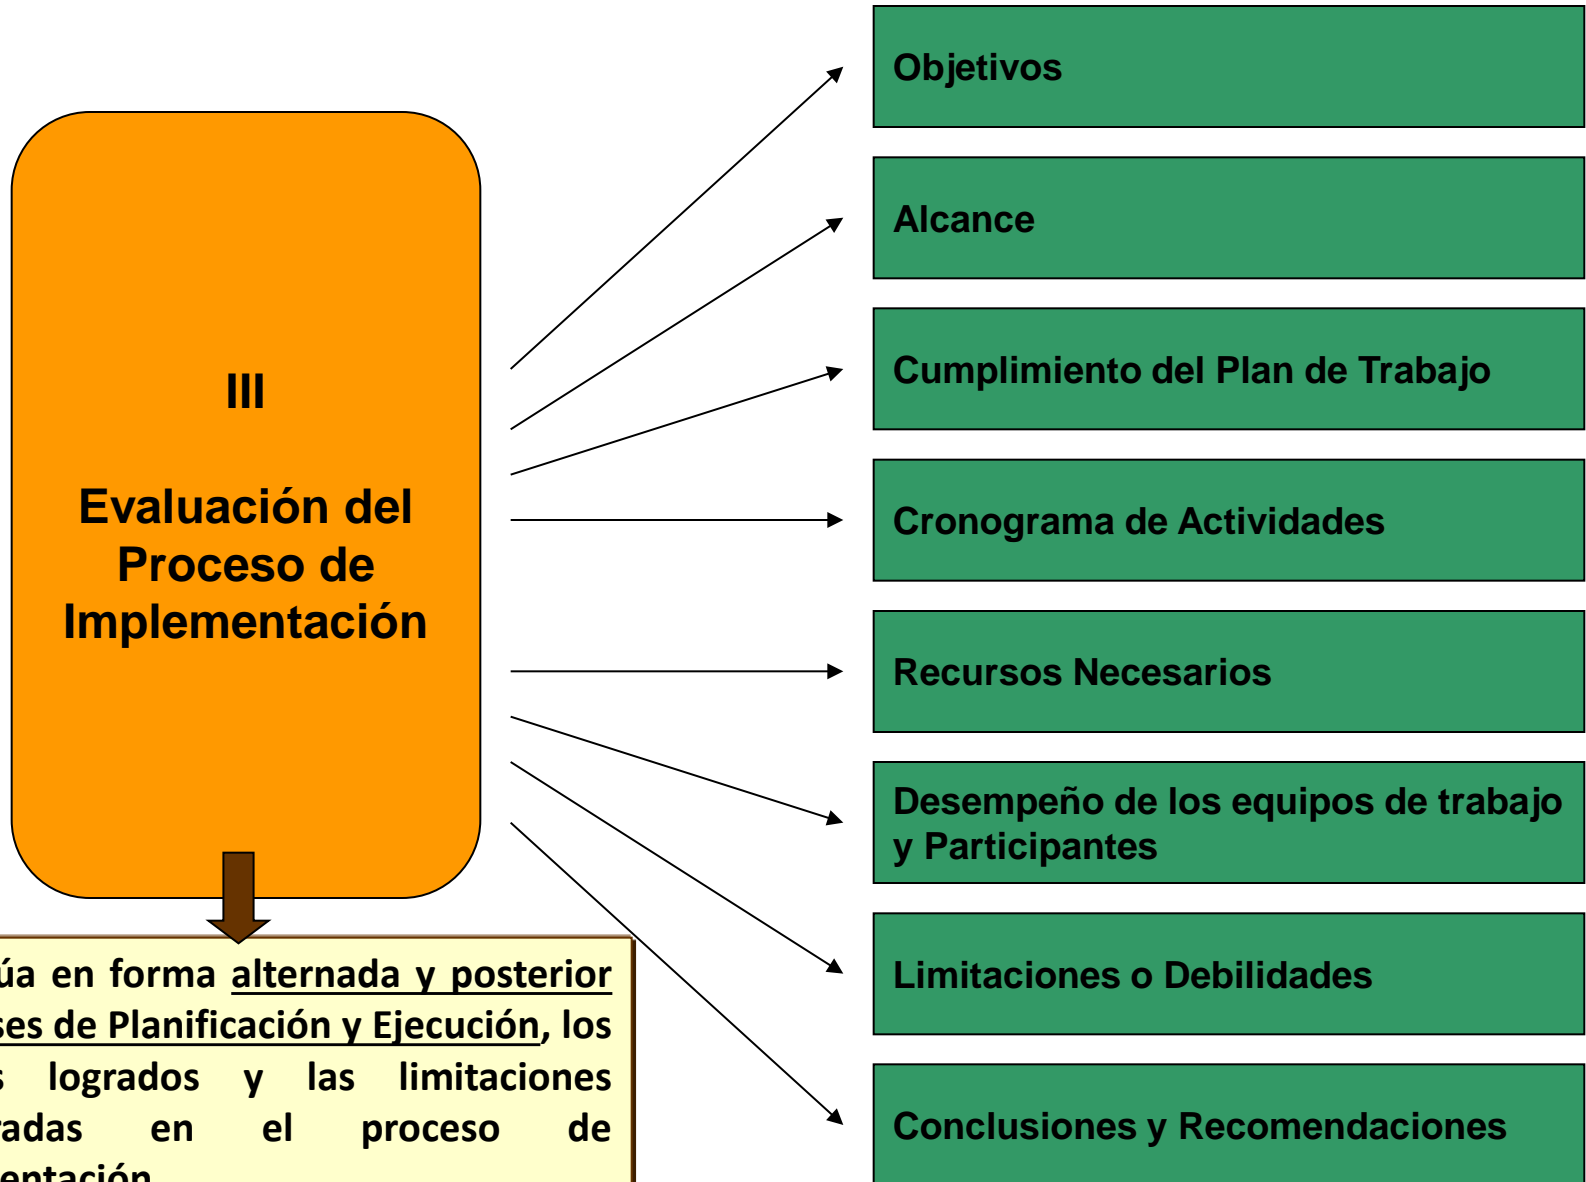 III
Evaluación del
Proceso de
Implementación
Objetivos
Alcance
Cumplimiento del Plan de Trabajo
Cronograma de Actividades
Recursos Necesarios
Desempeño de los equipos de trabajo
y Participantes
Limitaciones o Debilidades
Conclusiones y Recomendaciones
en forma alternada y posterior
de Planificación y Ejecución, los
logrados y las limitaciones
en el proceso de